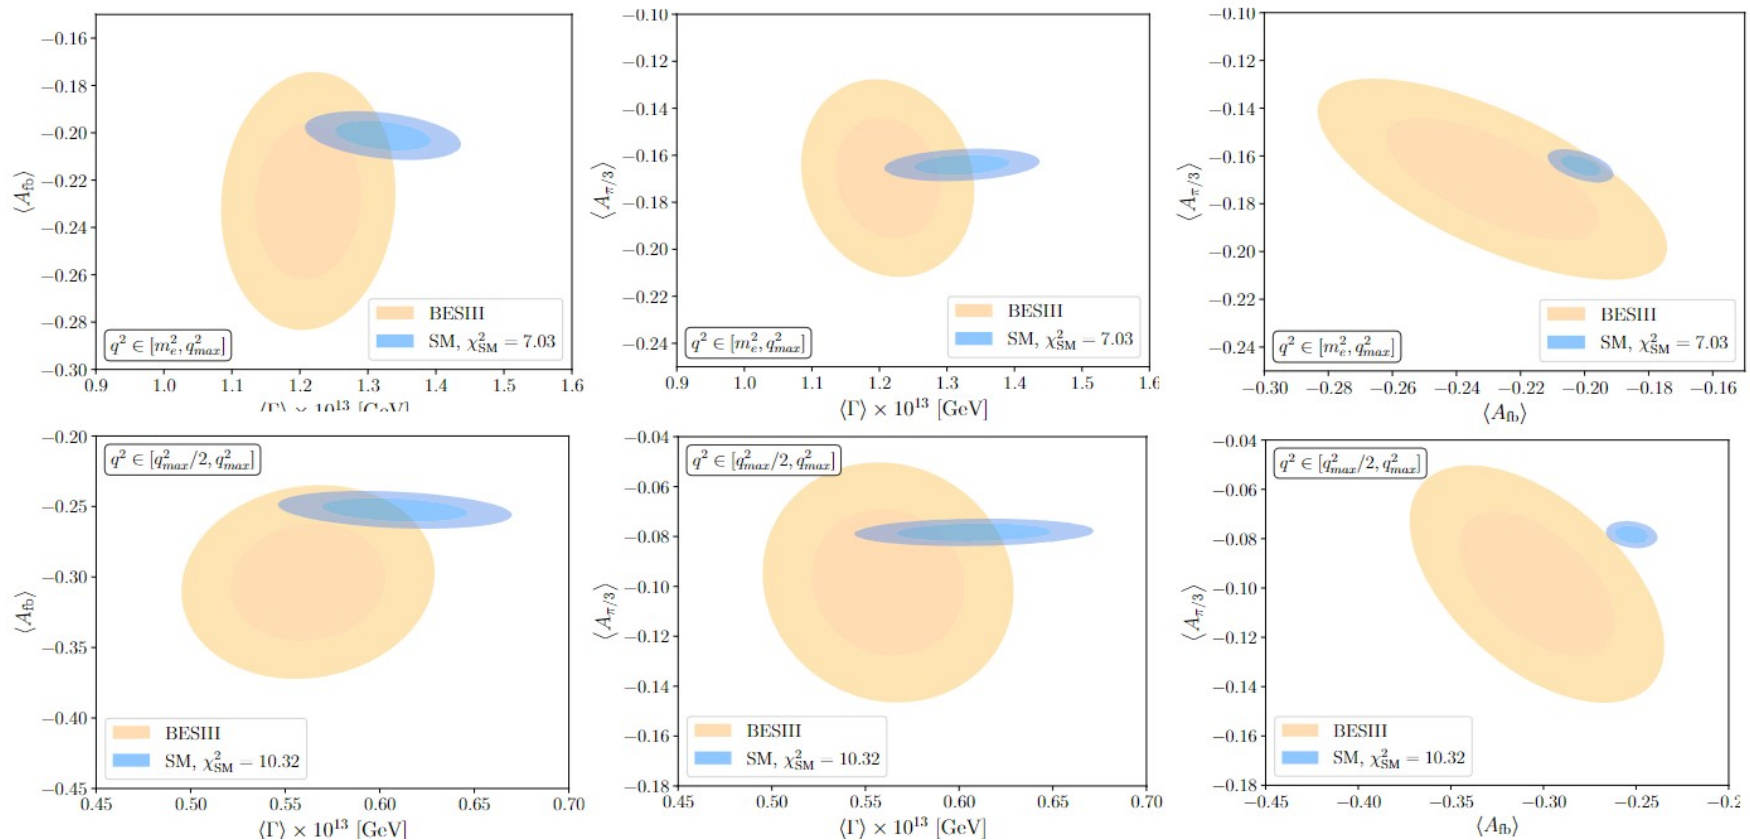 −0.16
−0.18
−0.20
−0.22
−0.24
−0.26
−0.28
−0.30
⟨A_fb⟩
BESIII
SM, χ²_SM = 7.03
q² ∈ [m_e², q²_max]
0.9 1.0 1.1 1.2 1.3 1.4 1.5 1.6
⟨Γ⟩ × 10¹³ [GeV]
−0.10
−0.12
−0.14
−0.16
−0.18
−0.20
−0.22
−0.24
⟨A_π/3⟩
BESIII
SM, χ²_SM = 7.03
q² ∈ [m_e², q²_max]
0.9 1.0 1.1 1.2 1.3 1.4 1.5 1.6
⟨Γ⟩ × 10¹³ [GeV]
−0.10
−0.12
−0.14
−0.16
−0.18
−0.20
−0.22
−0.24
⟨A_π/3⟩
BESIII
SM, χ²_SM = 7.03
q² ∈ [m_e², q²_max]
−0.30 −0.28 −0.26 −0.24 −0.22 −0.20 −0.18 −0.16
⟨A_fb⟩
−0.20
−0.25
−0.30
−0.35
−0.40
−0.45
⟨A_fb⟩
q² ∈ [q²_max/2, q²_max]
BESIII
SM, χ²_SM = 10.32
0.45 0.50 0.55 0.60 0.65 0.70
⟨Γ⟩ × 10¹³ [GeV]
−0.04
−0.06
−0.08
−0.10
−0.12
−0.14
−0.16
−0.18
⟨A_π/3⟩
q² ∈ [q²_max/2, q²_max]
BESIII
SM, χ²_SM = 10.32
0.45 0.50 0.55 0.60 0.65 0.70
⟨Γ⟩ × 10¹³ [GeV]
−0.04
−0.06
−0.08
−0.10
−0.12
−0.14
−0.16
−0.18
⟨A_π/3⟩
q² ∈ [q²_max/2, q²_max]
BESIII
SM, χ²_SM = 10.32
−0.45 −0.40 −0.35 −0.30 −0.25
⟨A_fb⟩